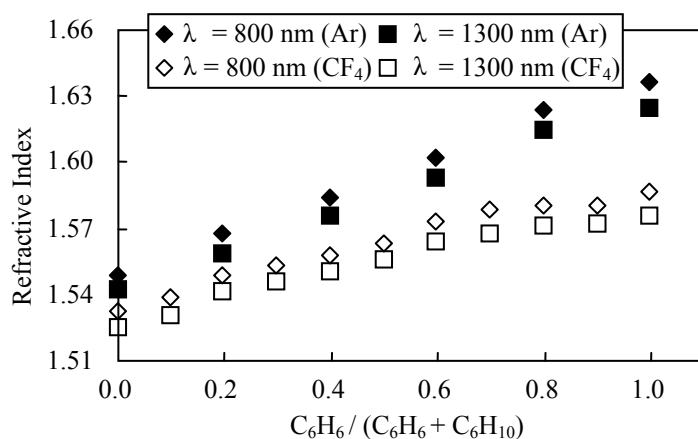 1.66
1.63
1.60
1.57
1.54
1.51
Refractive Index
λ = 800 nm (Ar) λ = 1300 nm (Ar)
λ = 800 nm (CF₄) λ = 1300 nm (CF₄)
0.0 0.2 0.4 0.6 0.8 1.0
C₆H₆ / (C₆H₆ + C₆H₁₀)